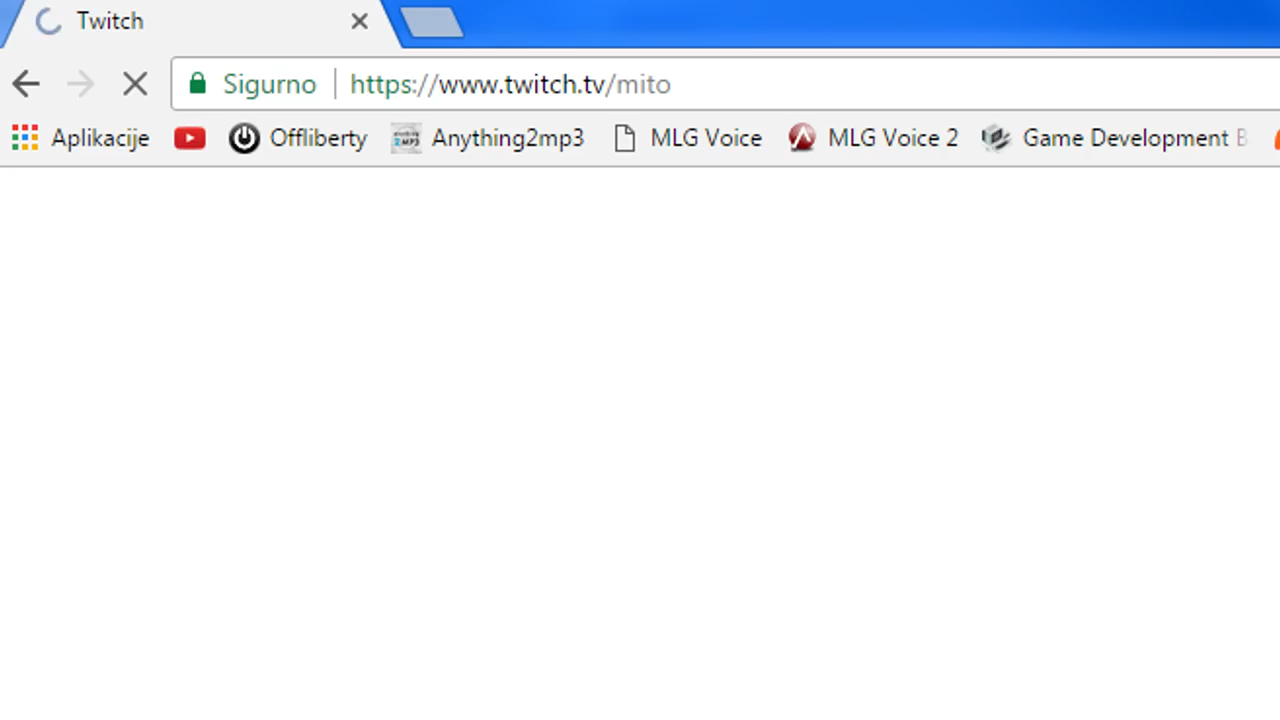 Twitch
Sigurno https://www.twitch.tv/mito
Aplikacije Offliberty Anything2mp3 MLG Voice MLG Voice 2 Game Development